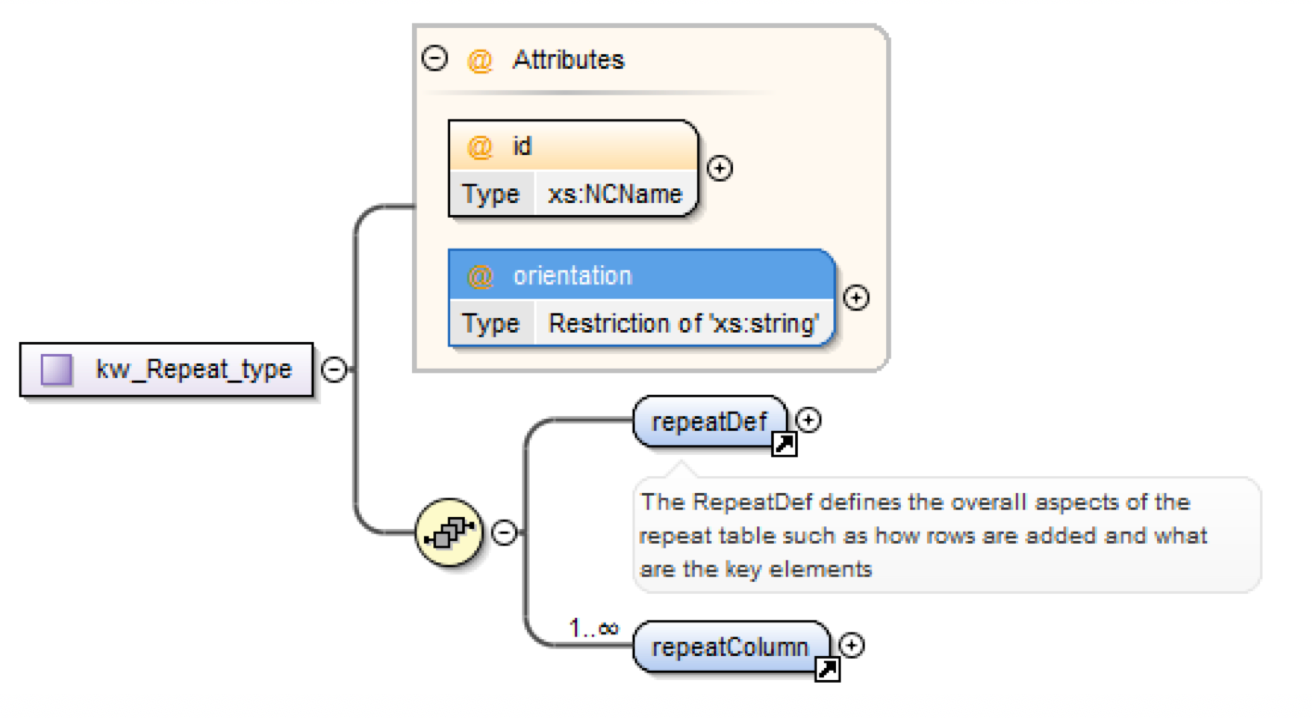 @ Attributes
@ id
Type xs:NCName
@ orientation
Type Restriction of 'xs:string'
kw_Repeat_type
repeatDef
The RepeatDef defines the overall aspects of the
repeat table such as how rows are added and what
are the key elements
1..∞
repeatColumn